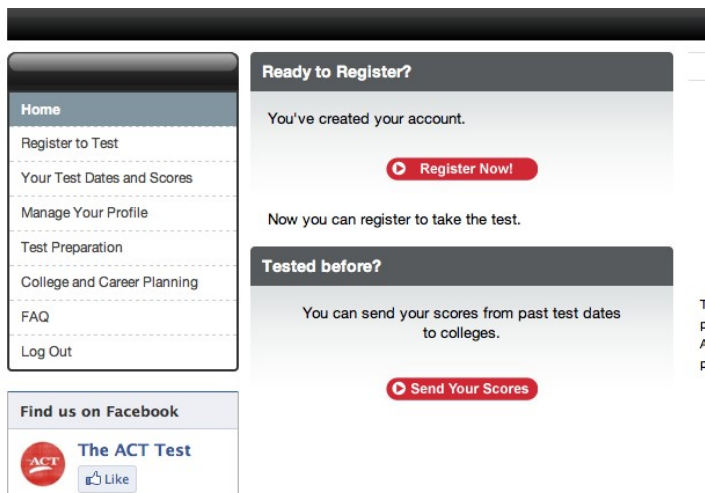 Home
Register to Test
Your Test Dates and Scores
Manage Your Profile
Test Preparation
College and Career Planning
FAQ
Log Out
Find us on Facebook
ACT
The ACT Test
Like
Ready to Register?
You've created your account.
Register Now!
Now you can register to take the test.
Tested before?
You can send your scores from past test dates
to colleges.
Send Your Scores